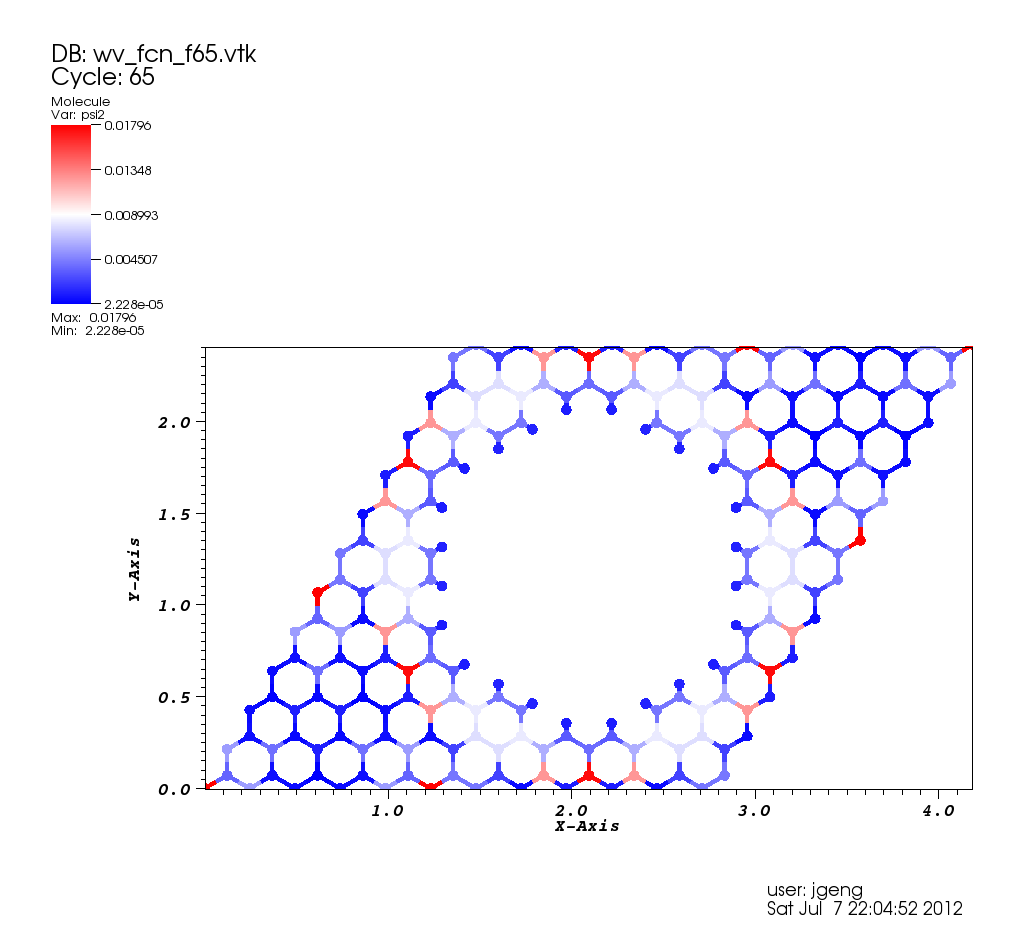 DB: wv_fcn_f65.vtk
Cycle: 65
Molecule
Var: psi2
0.01796
0.01348
0.008993
0.004507
2.228e-05
Max: 0.01796
Min: 2.228e-05
2.0
1.5
1.0
0.5
0.0
Y-Axis
1.0 2.0 3.0 4.0
X-Axis
user: jgeng
Sat Jul 7 22:04:52 2012